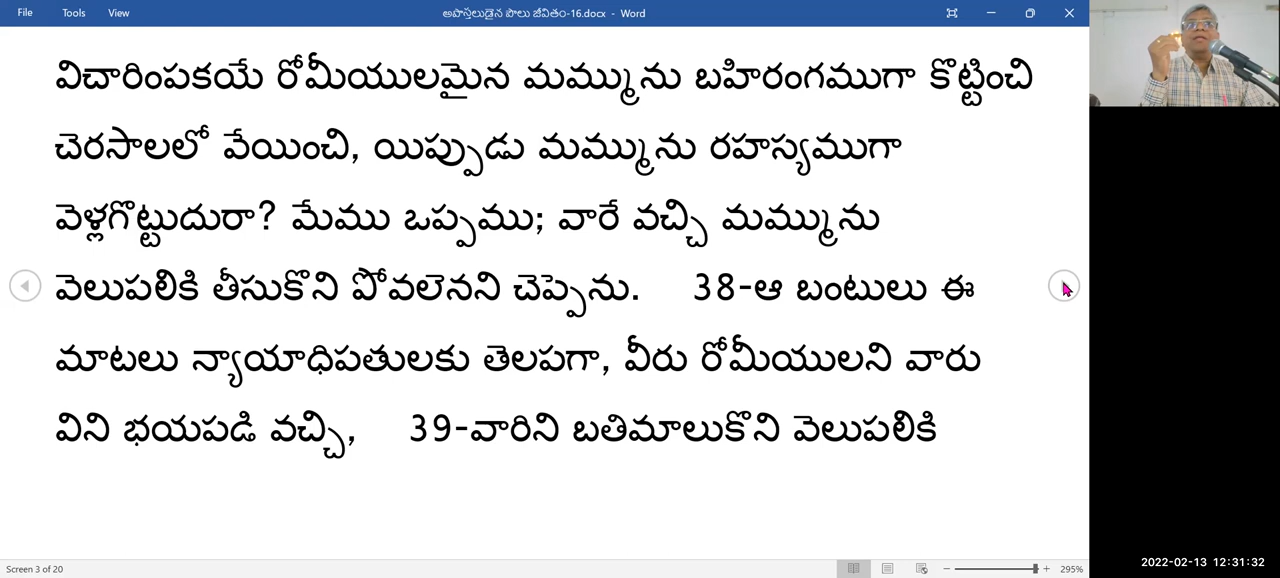 File Tools View అపొస్తలుడైన పౌలు జీవితం-16.docx - Word
విచారింపకయే రోమీయులమైన మమ్మును బహిరంగముగా కొట్టించి
చెరసాలలో వేయించి, యిప్పుడు మమ్మును రహస్యముగా
వెళ్లగొట్టుదురా? మేము ఒప్పము; వారే వచ్చి మమ్మును
వెలుపలికి తీసుకొని పోవలెనని చెప్పెను. 38-ఆ బంటులు ఈ
మాటలు న్యాయాధిపతులకు తెలపగా, వీరు రోమీయులని వారు
విని భయపడి వచ్చి, 39-వారిని బతిమాలుకొని వెలుపలికి
Screen 3 of 20 295%
2022-02-13 12:31:32